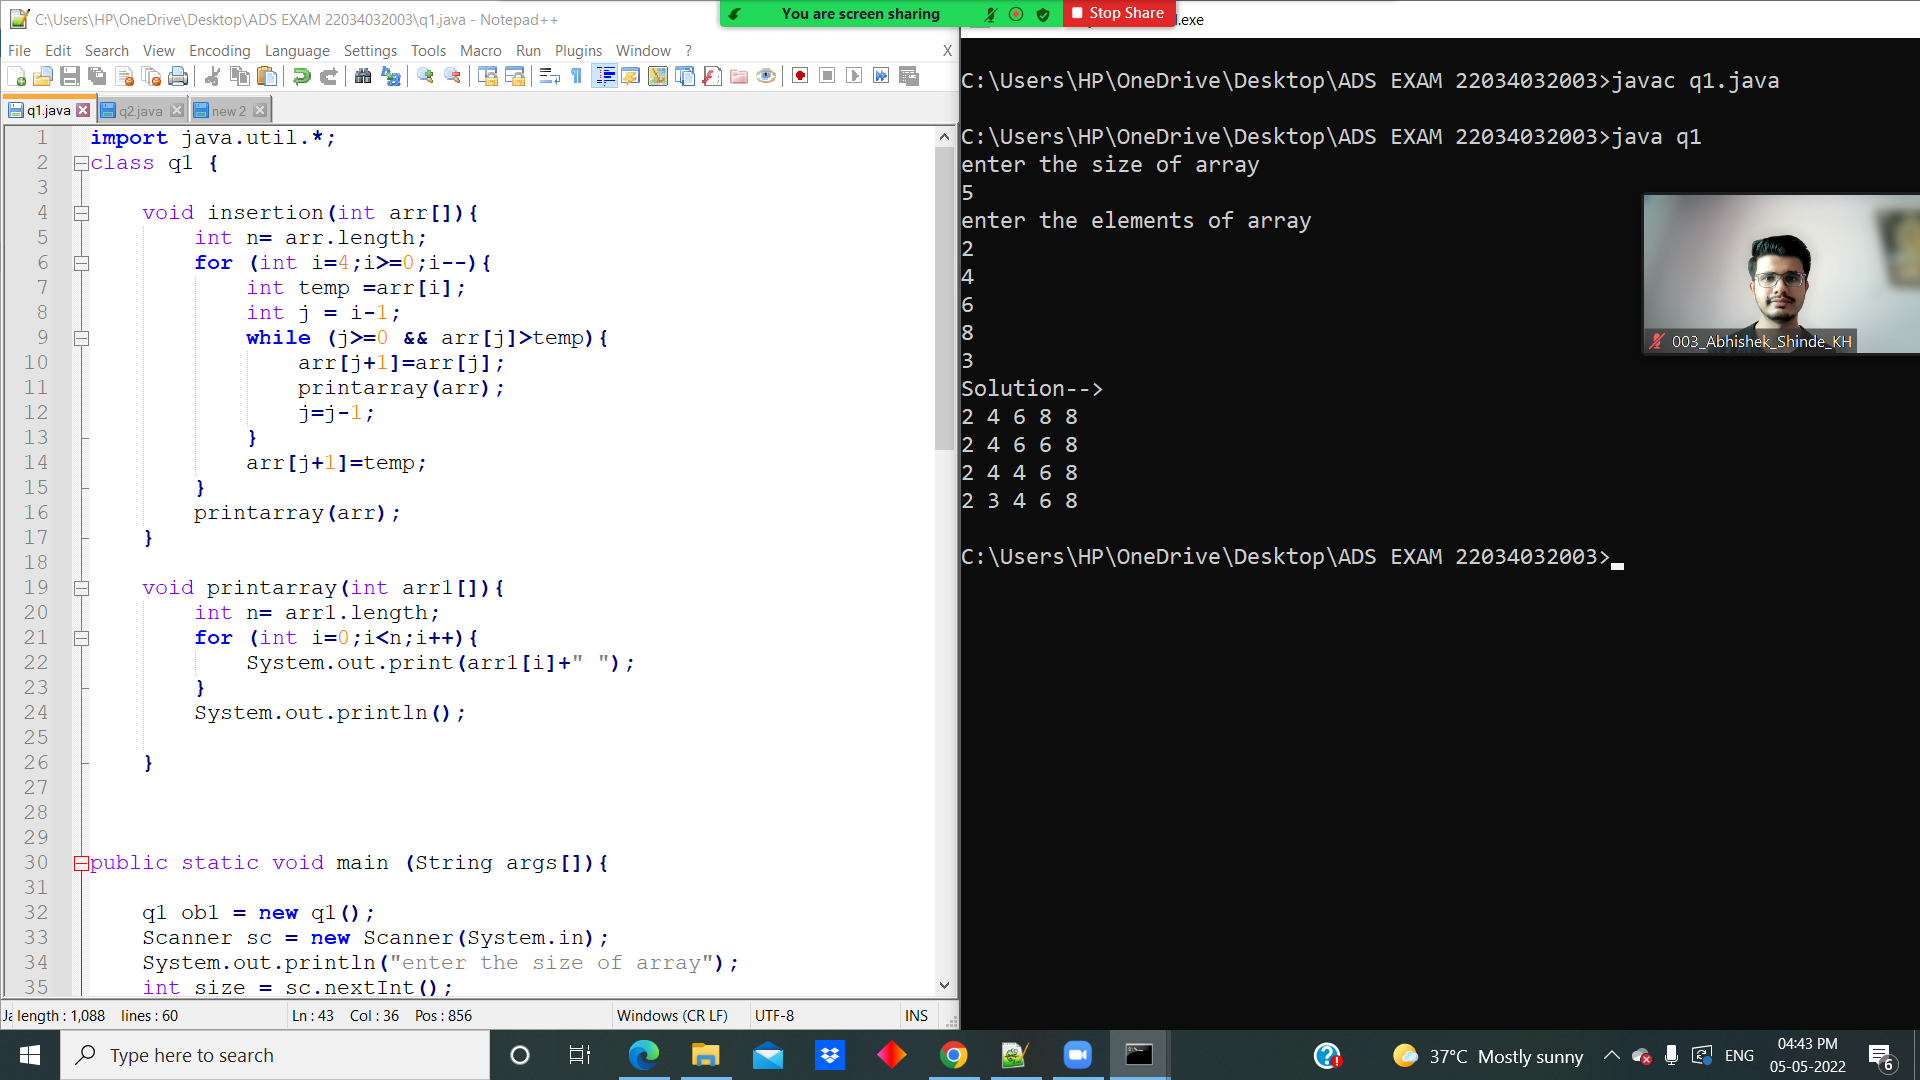 C:\Users\HP\OneDrive\Desktop\ADS EXAM 22034032003\q1.java - Notepad++
You are screen sharing
Stop Share
.exe
File Edit Search View Encoding Language Settings Tools Macro Run Plugins Window ?
X
q1.java
q2.java
new 2
1 import java.util.*;
2 class q1 {
3
4 void insertion(int arr[]){
5 int n= arr.length;
6 for (int i=4;i>=0;i--){
7 int temp =arr[i];
8 int j = i-1;
9 while (j>=0 && arr[j]>temp){
10 arr[j+1]=arr[j];
11 printarray(arr);
12 j=j-1;
13 }
14 arr[j+1]=temp;
15 }
16 printarray(arr);
17 }
18
19 void printarray(int arr1[]){
20 int n= arr1.length;
21 for (int i=0;i<n;i++){
22 System.out.print(arr1[i]+" ");
23 }
24 System.out.println();
25
26 }
27
28
29
30 public static void main (String args[]){
31
32 q1 ob1 = new q1();
33 Scanner sc = new Scanner(System.in);
34 System.out.println("enter the size of array");
35 int size = sc.nextInt();
length : 1,088 lines : 60 Ln : 43 Col : 36 Pos : 856 Windows (CR LF) UTF-8 INS
C:\Users\HP\OneDrive\Desktop\ADS EXAM 22034032003>javac q1.java
C:\Users\HP\OneDrive\Desktop\ADS EXAM 22034032003>java q1
enter the size of array
5
enter the elements of array
2
4
6
8
3
Solution-->
2 4 6 8 8
2 4 6 6 8
2 4 4 6 8
2 3 4 6 8
C:\Users\HP\OneDrive\Desktop\ADS EXAM 22034032003>
003_Abhishek_Shinde_KH
Type here to search
37°C Mostly sunny
ENG
04:43 PM
05-05-2022
6